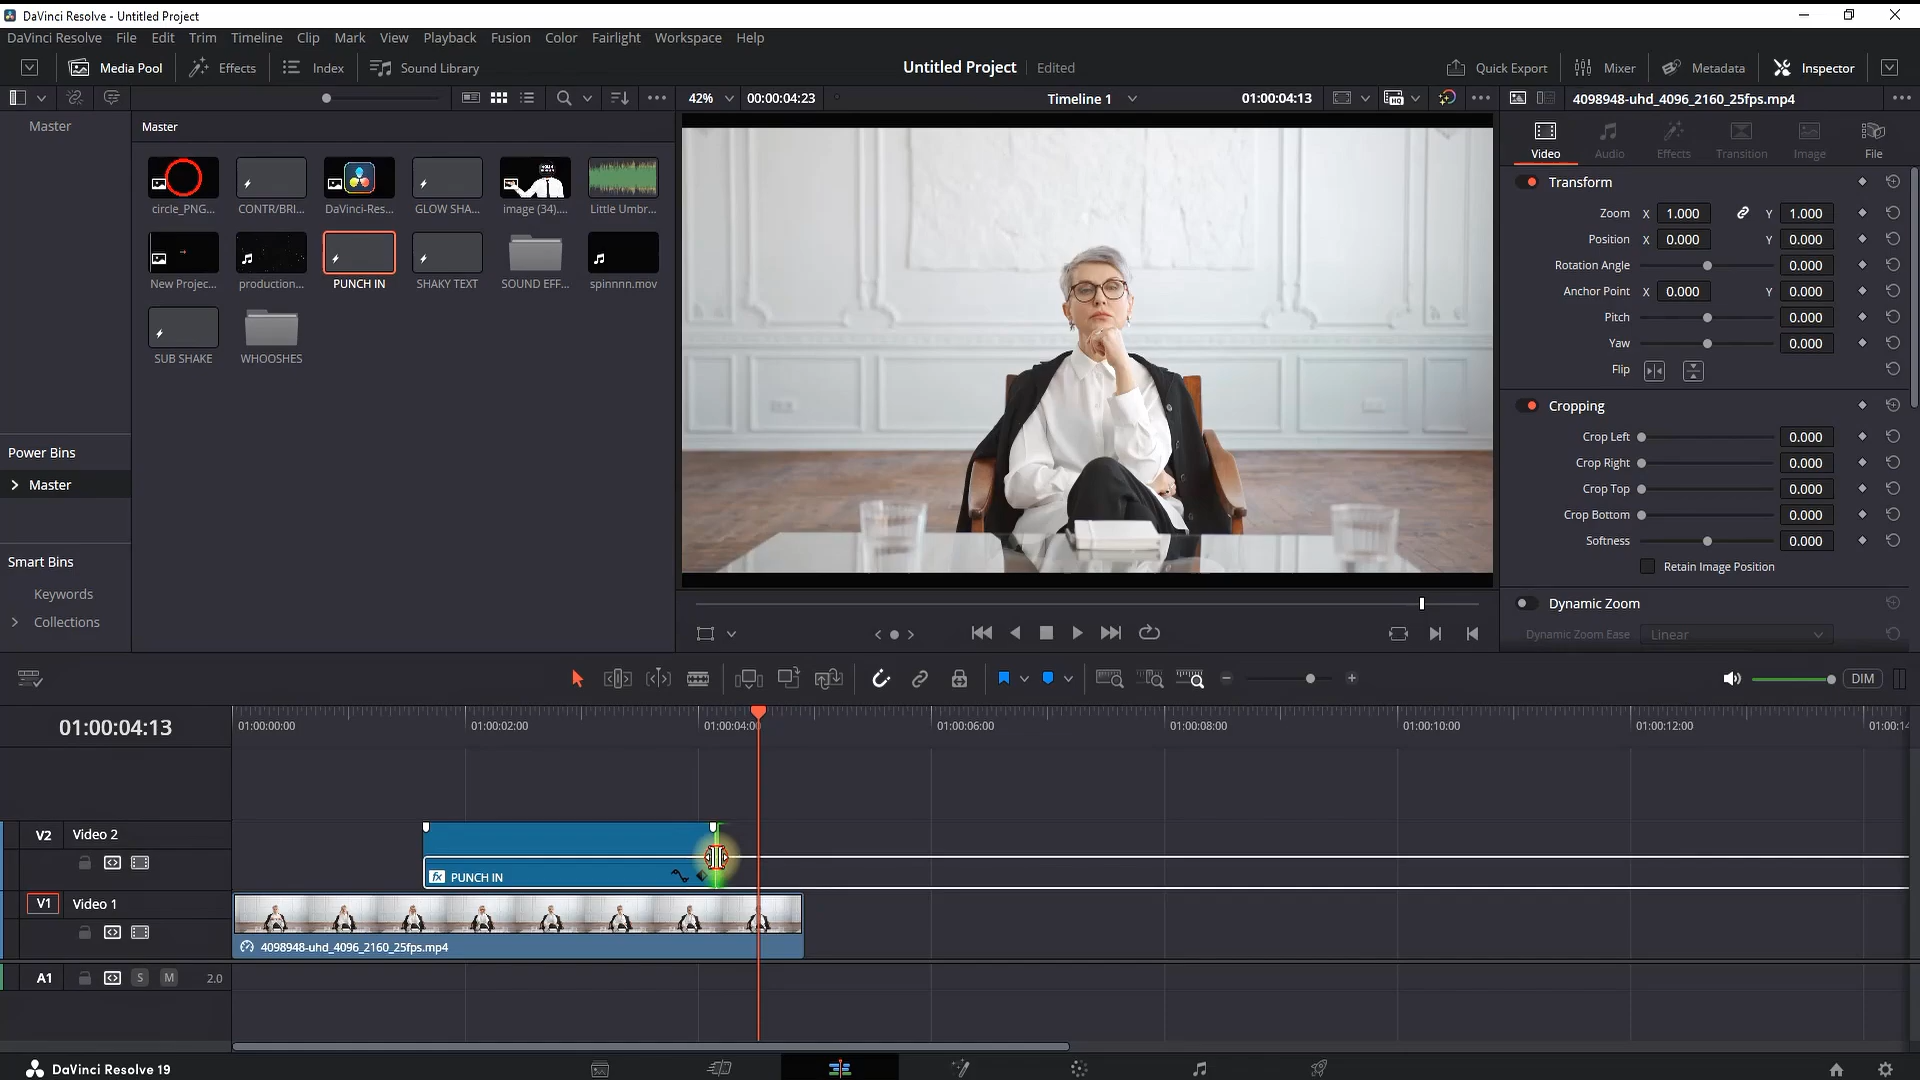 DaVinci Resolve - Untitled Project
DaVinci Resolve File Edit Trim Timeline Clip Mark View Playback Fusion Color Fairlight Workspace Help
Media Pool Effects Index Sound Library Untitled Project Edited Quick Export Mixer Metadata Inspector
42% 00:00:04:23 Timeline 1 01:00:04:13 HQ 4098948-uhd_4096_2160_25fps.mp4
Master
Master
circle_PNG... CONTR/BRI... DaVinci-Res... GLOW SHA... image (34).... Little Umbr...
New Projec... production... PUNCH IN SHAKY TEXT SOUND EFF... spinnnn.mov
SUB SHAKE WHOOSHES
Power Bins
Master
Smart Bins
Keywords
Collections
Video Audio Effects Transition Image File
Transform
Zoom X 1.000 Y 1.000
Position X 0.000 Y 0.000
Rotation Angle 0.000
Anchor Point X 0.000 Y 0.000
Pitch 0.000
Yaw 0.000
Flip
Cropping
Crop Left 0.000
Crop Right 0.000
Crop Top 0.000
Crop Bottom 0.000
Softness 0.000
Retain Image Position
Dynamic Zoom
Dynamic Zoom Ease Linear
DIM
01:00:04:13
01:00:00:00 01:00:02:00 01:00:04:00 01:00:06:00 01:00:08:00 01:00:10:00 01:00:12:00 01:00:14
V2 Video 2
fx PUNCH IN
V1 Video 1
4098948-uhd_4096_2160_25fps.mp4
A1 S M 2.0
DaVinci Resolve 19